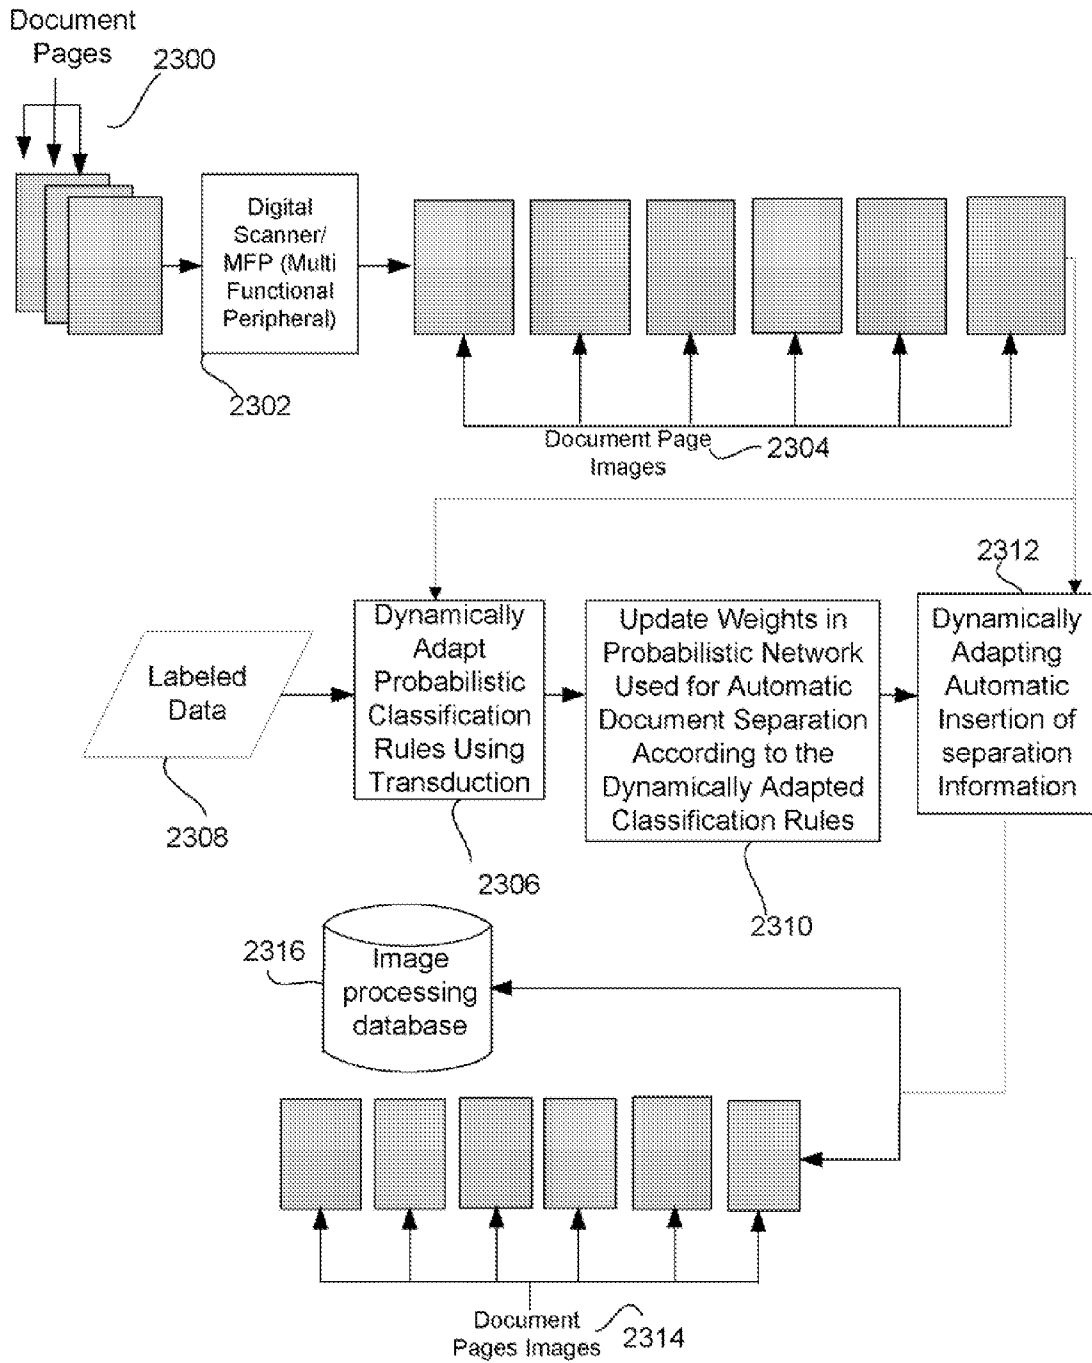 Document
Pages
2300
Digital
Scanner/
MFP (Multi
Functional
Peripheral)
2302
Document Page
Images
2304
2312
Labeled
Data
2308
Dynamically
Adapt
Probabilistic
Classification
Rules Using
Transduction
2306
Update Weights in
Probabilistic Network
Used for Automatic
Document Separation
According to the
Dynamically Adapted
Classification Rules
2310
Dynamically
Adapting
Automatic
Insertion of
separation
Information
2316
Image
processing
database
Document
Pages Images
2314